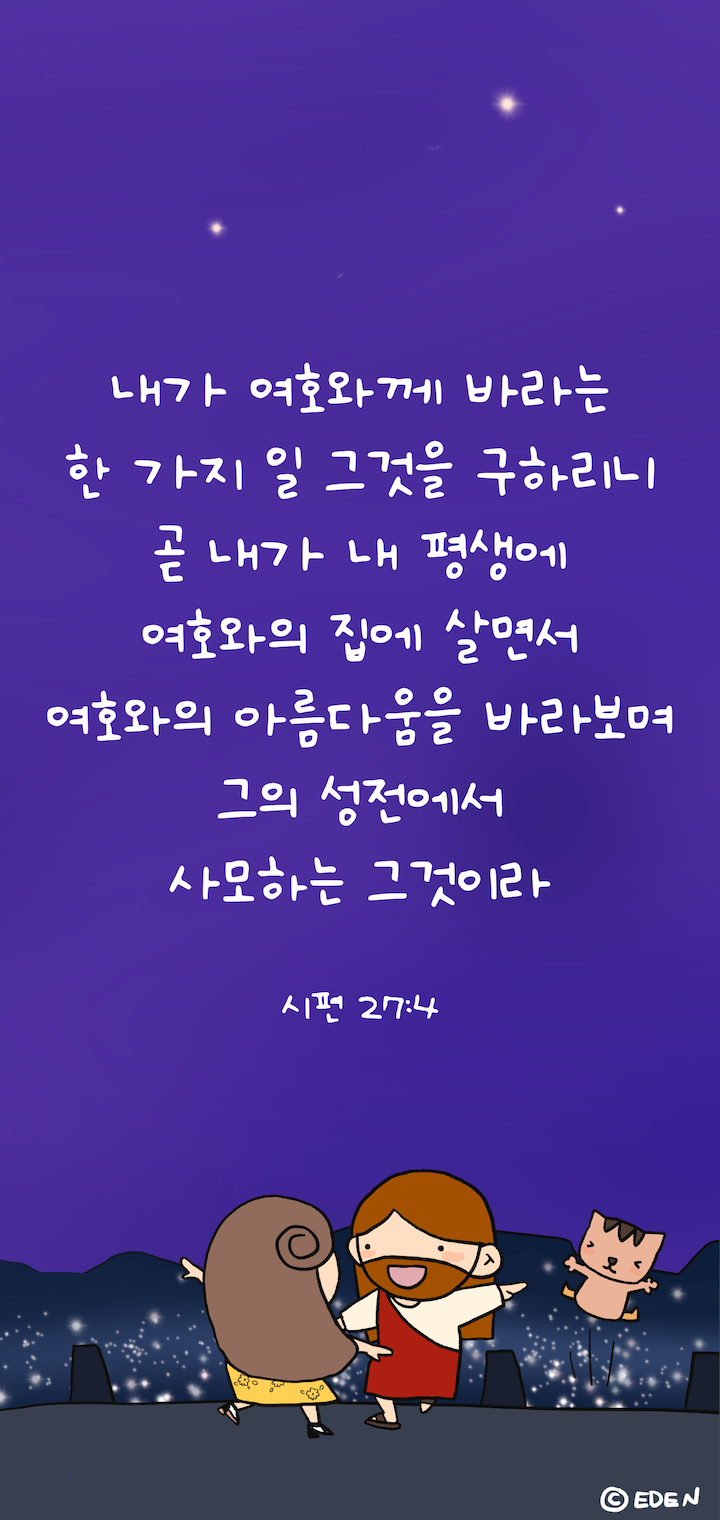 내가 여호와께 바라는
한 가지 일 그것을 구하리니
곧 내가 내 평생에
여호와의 집에 살면서
여호와의 아름다움을 바라보며
그의 성전에서
사모하는 그것이라
시편 27:4
©EDEN